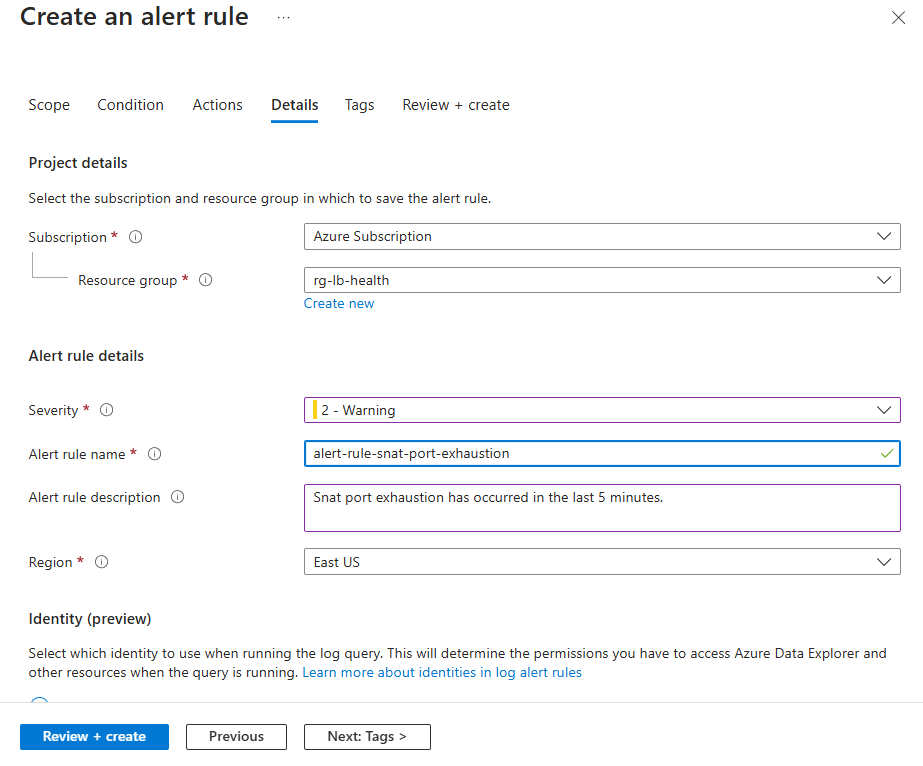 Create an alert rule ...
Scope Condition Actions Details Tags Review + create
Project details
Select the subscription and resource group in which to save the alert rule.
Subscription *
Azure Subscription
Resource group *
rg-lb-health
Create new
Alert rule details
Severity *
2 - Warning
Alert rule name *
alert-rule-snat-port-exhaustion
Alert rule description
Snat port exhaustion has occurred in the last 5 minutes.
Region *
East US
Identity (preview)
Select which identity to use when running the log query. This will determine the permissions you have to access Azure Data Explorer and
other resources when the query is running. Learn more about identities in log alert rules
Review + create Previous Next: Tags >